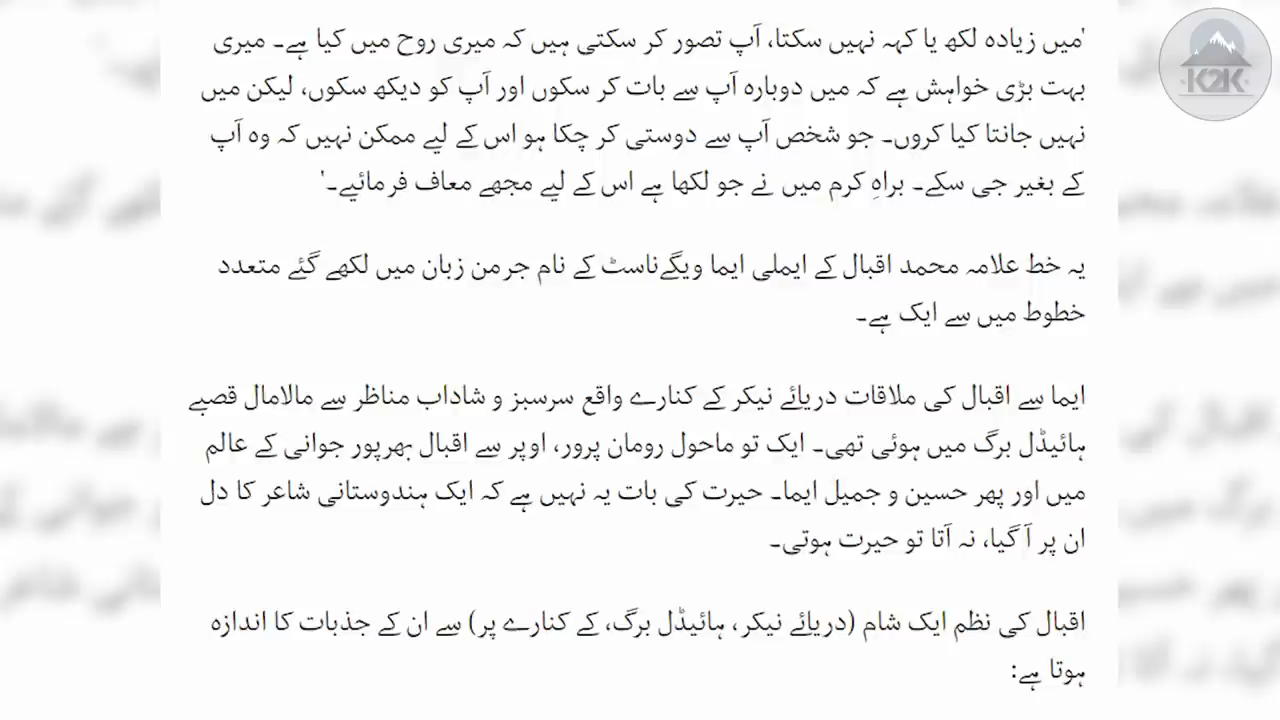 'میں زیادہ لکھ یا کہہ نہیں سکتا، آپ تصور کر سکتی ہیں کہ میری روح میں کیا ہے۔ میری
بہت بڑی خواہش ہے کہ میں دوبارہ آپ سے بات کر سکوں اور آپ کو دیکھ سکوں، لیکن میں
نہیں جانتا کیا کروں۔ جو شخص آپ سے دوستی کر چکا ہو اس کے لیے ممکن نہیں کہ وہ آپ
کے بغیر جی سکے۔ براہِ کرم میں نے جو لکھا ہے اس کے لیے مجھے معاف فرمائیے۔'
یہ خط علامہ محمد اقبال کے ایملی ایما ویگےناسٹ کے نام جرمن زبان میں لکھے گئے متعدد
خطوط میں سے ایک ہے۔
ایما سے اقبال کی ملاقات دریائے نیکر کے کنارے واقع سرسبز و شاداب مناظر سے مالامال قصبے
ہائیڈل برگ میں ہوئی تھی۔ ایک تو ماحول رومان پرور، اوپر سے اقبال بھرپور جوانی کے عالم
میں اور پھر حسین و جمیل ایما۔ حیرت کی بات یہ نہیں ہے کہ ایک ہندوستانی شاعر کا دل
ان پر آ گیا، نہ آتا تو حیرت ہوتی۔
اقبال کی نظم ایک شام (دریائے نیکر، ہائیڈل برگ، کے کنارے پر) سے ان کے جذبات کا اندازہ
ہوتا ہے:
K2K